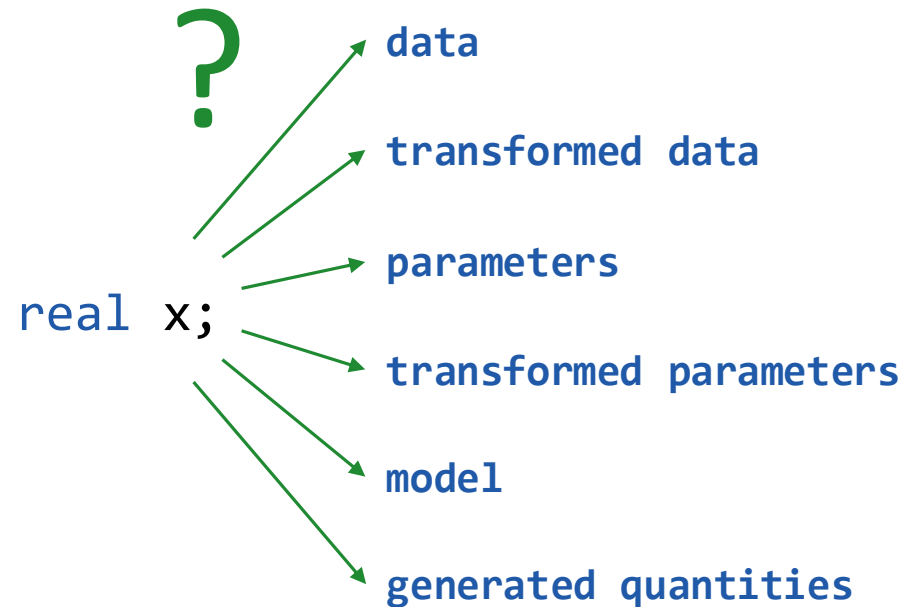 ?
data
transformed data
parameters
real x;
transformed parameters
model
generated quantities